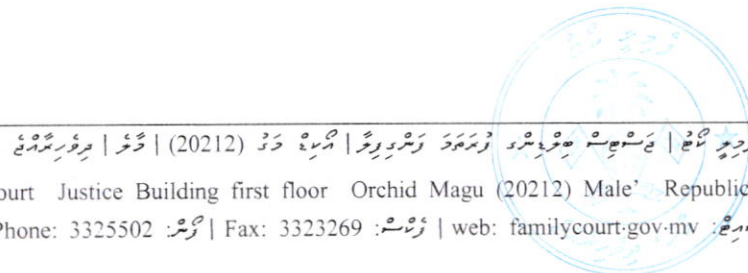 ކޯޓު | ޖަސްޓިސް ބިލްޑިންގ ފުރަތަމަ ފަންގިފިލާ | އޯކިޑް މަގު (20212) | މާލެ | ދިވެހިރާއްޖެ
ourt Justice Building first floor Orchid Magu (20212) Male’ Republic
Phone: 3325502 :ފޯން | Fax: 3323269 :ފެކްސް | web: familycourt.gov.mv